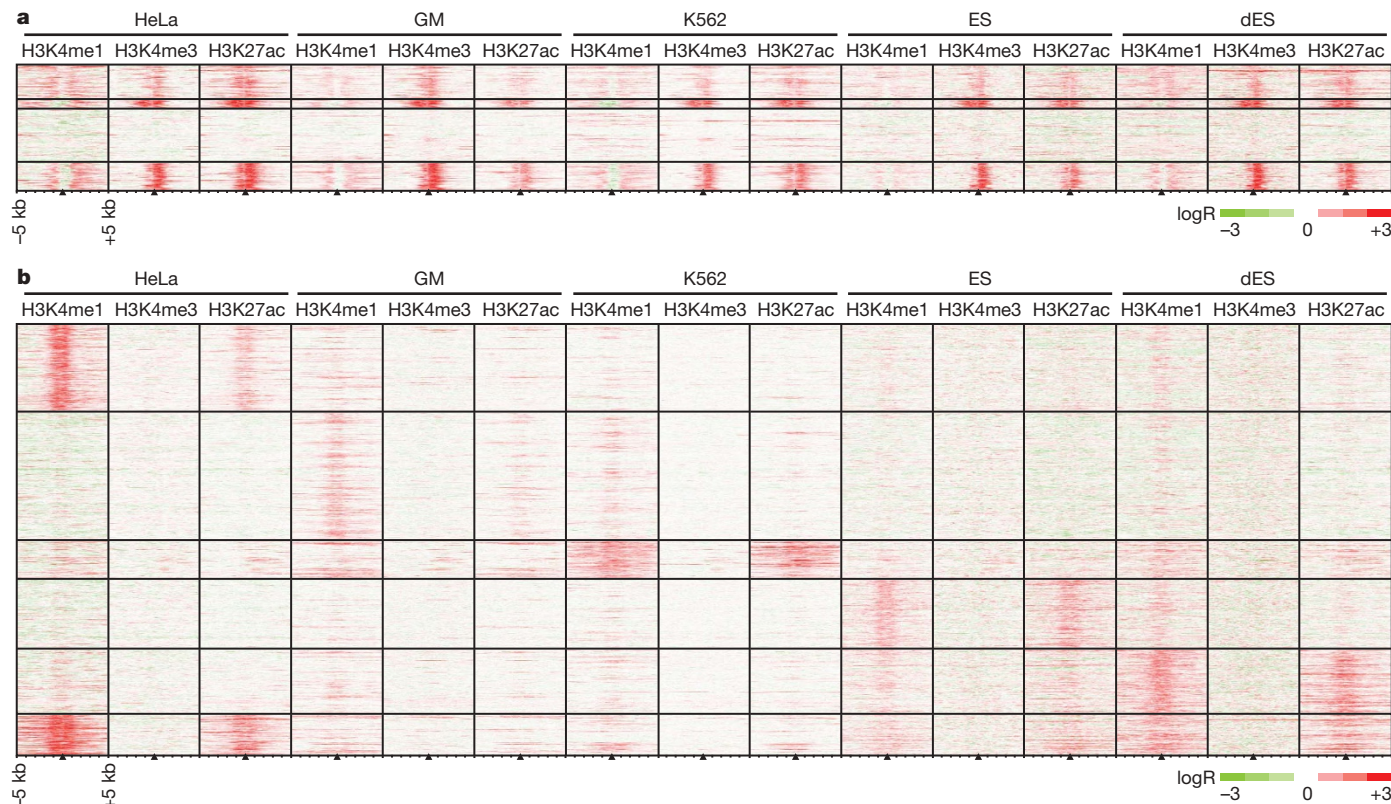 a
HeLa GM K562 ES dES
H3K4me1 H3K4me3 H3K27ac H3K4me1 H3K4me3 H3K27ac H3K4me1 H3K4me3 H3K27ac H3K4me1 H3K4me3 H3K27ac H3K4me1 H3K4me3 H3K27ac
–5 kb +5 kb
logR
–3 0 +3
b
HeLa GM K562 ES dES
H3K4me1 H3K4me3 H3K27ac H3K4me1 H3K4me3 H3K27ac H3K4me1 H3K4me3 H3K27ac H3K4me1 H3K4me3 H3K27ac H3K4me1 H3K4me3 H3K27ac
–5 kb +5 kb
logR
–3 0 +3